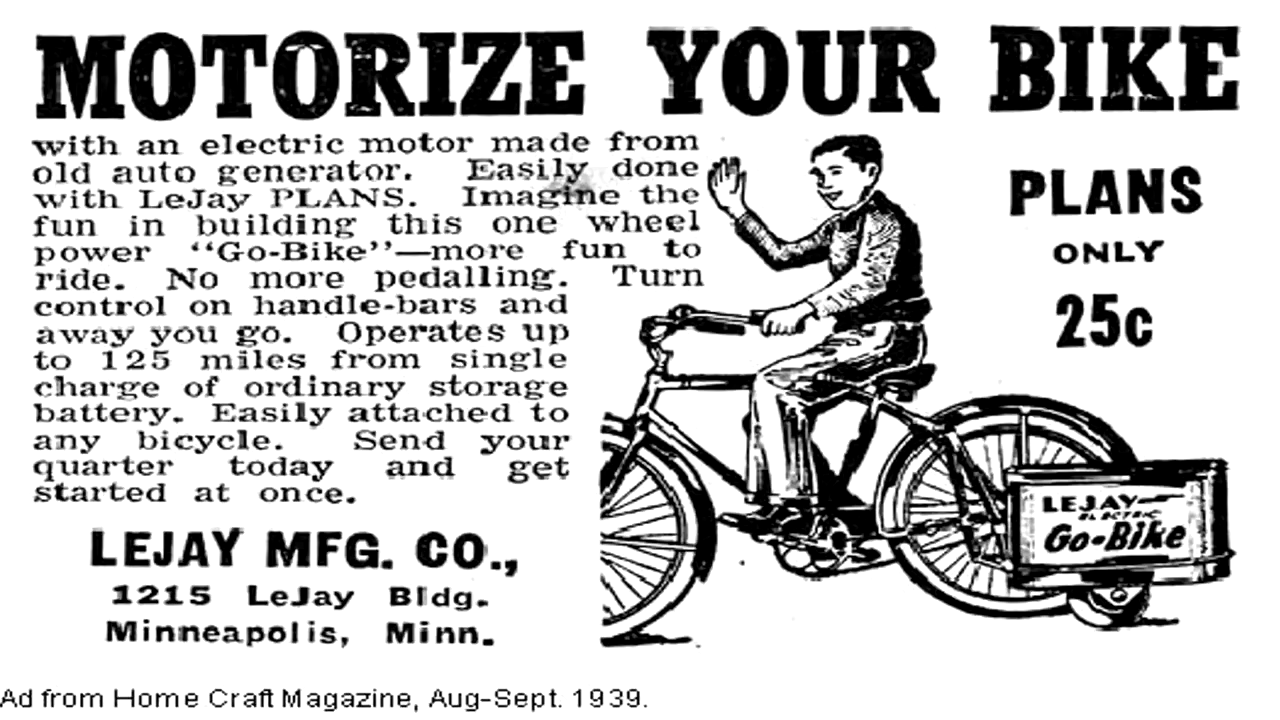 MOTORIZE YOUR BIKE
with an electric motor made from
old auto generator. Easily done
with LeJay PLANS. Imagine the
fun in building this one wheel
power "Go-Bike"—more fun to
ride. No more pedalling. Turn
control on handle-bars and
away you go. Operates up
to 125 miles from single
charge of ordinary storage
battery. Easily attached to
any bicycle. Send your
quarter today and get
started at once.
LEJAY MFG. CO.,
1215 LeJay Bldg.
Minneapolis, Minn.
PLANS
ONLY
25c
LEJAY
ELECTRIC
Go-Bike
Ad from Home Craft Magazine, Aug-Sept. 1939.